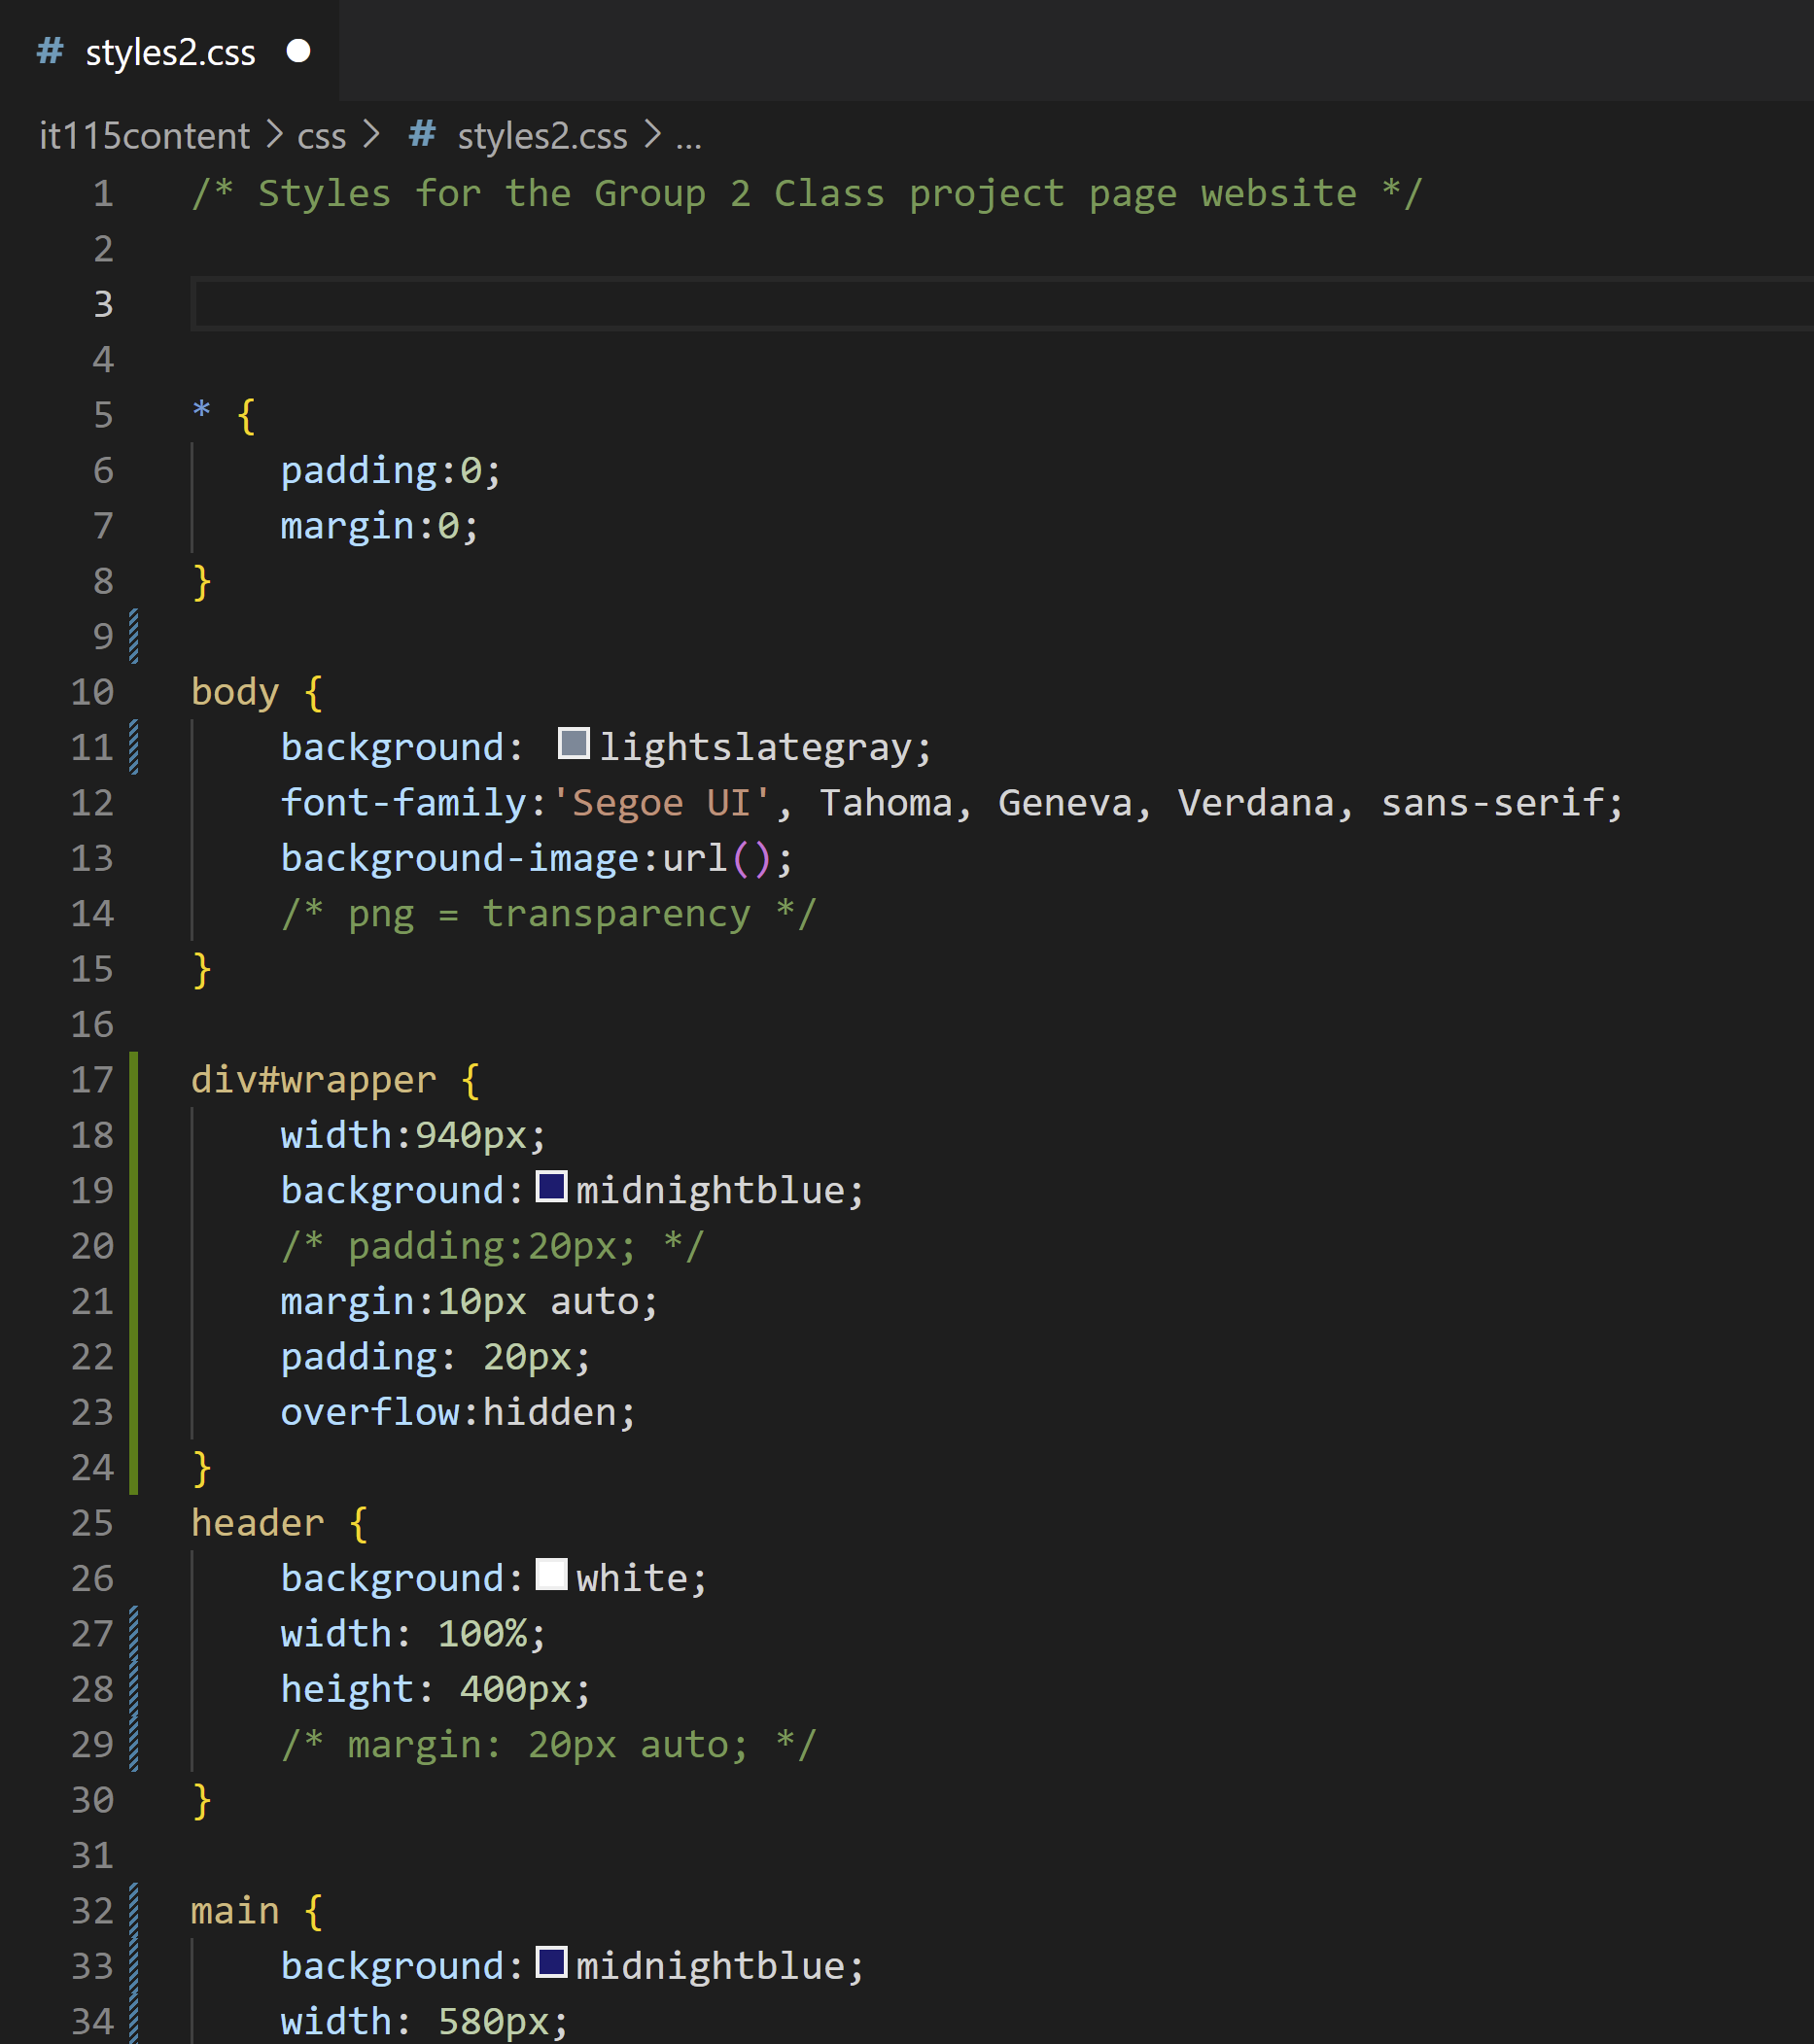 # styles2.css ●
it115content > css > # styles2.css > ...
1 /* Styles for the Group 2 Class project page website */
2
3
4
5 * {
6 padding:0;
7 margin:0;
8 }
9
10 body {
11 background: lightslategray;
12 font-family:'Segoe UI', Tahoma, Geneva, Verdana, sans-serif;
13 background-image:url();
14 /* png = transparency */
15 }
16
17 div#wrapper {
18 width:940px;
19 background:midnightblue;
20 /* padding:20px; */
21 margin:10px auto;
22 padding: 20px;
23 overflow:hidden;
24 }
25 header {
26 background:white;
27 width: 100%;
28 height: 400px;
29 /* margin: 20px auto; */
30 }
31
32 main {
33 background:midnightblue;
34 width: 580px;